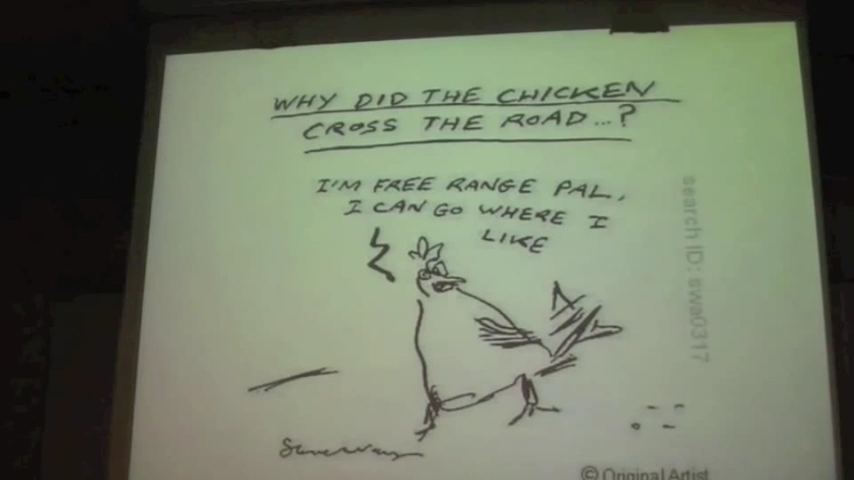 WHY DID THE CHICKEN
CROSS THE ROAD...?
I'M FREE RANGE PAL,
I CAN GO WHERE I
LIKE
search ID: swa0317
© Original Artist